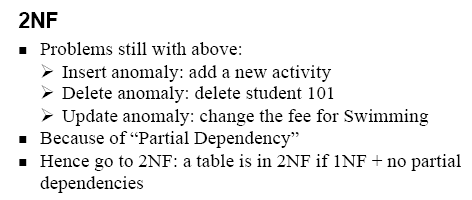 2NF
▪ Problems still with above:
➢ Insert anomaly: add a new activity
➢ Delete anomaly: delete student 101
➢ Update anomaly: change the fee for Swimming
▪ Because of “Partial Dependency”
▪ Hence go to 2NF: a table is in 2NF if 1NF + no partial
dependencies